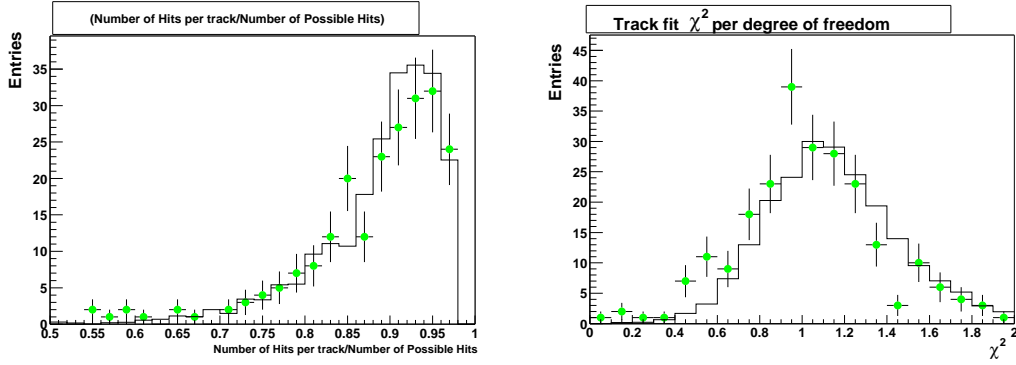 (Number of Hits per track/Number of Possible Hits)
Entries
35
30
25
20
15
10
5
0
0.5 0.55 0.6 0.65 0.7 0.75 0.8 0.85 0.9 0.95 1
Number of Hits per track/Number of Possible Hits
Track fit χ² per degree of freedom
Entries
45
40
35
30
25
20
15
10
5
0
0 0.2 0.4 0.6 0.8 1 1.2 1.4 1.6 1.8 2
χ²